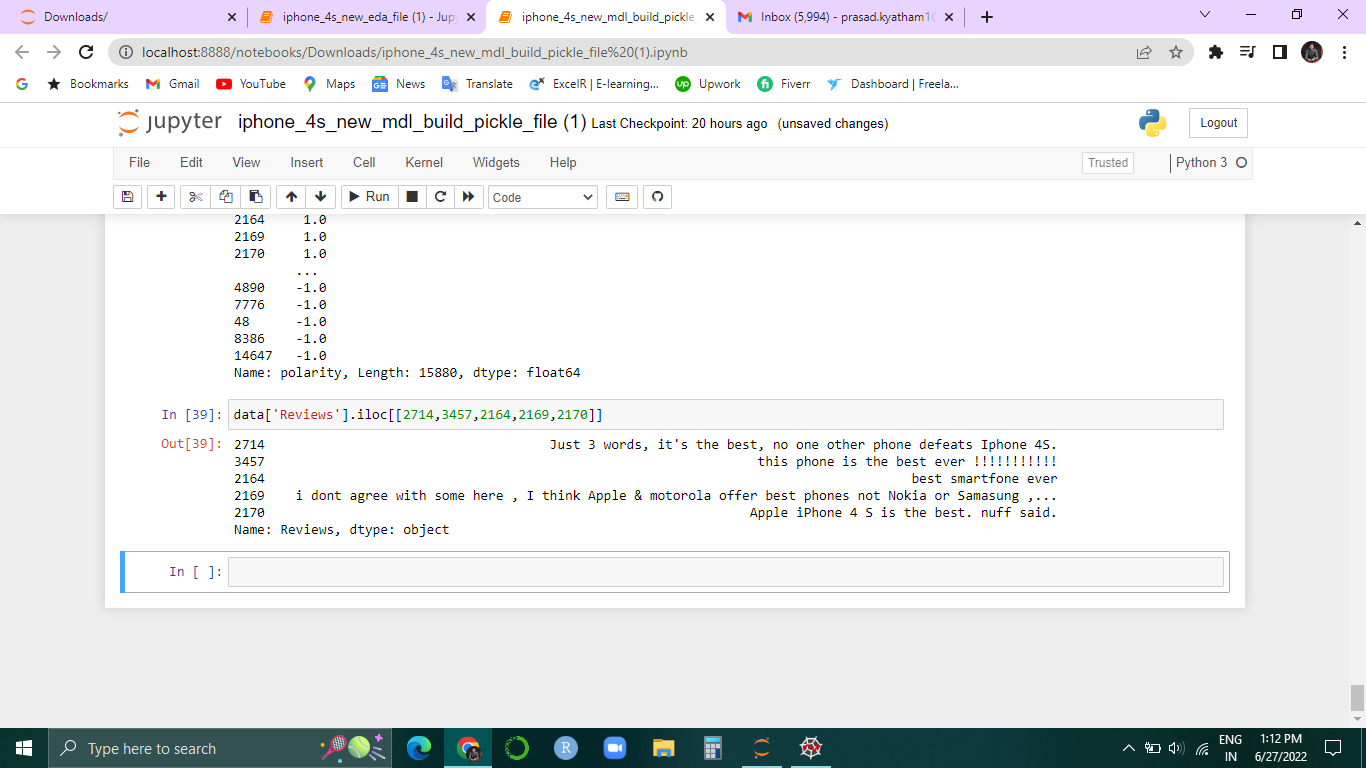 Downloads/
iphone_4s_new_eda_file (1) - Jup
iphone_4s_new_mdl_build_pickle
Inbox (5,994) - prasad.kyatham1
localhost:8888/notebooks/Downloads/iphone_4s_new_mdl_build_pickle_file%20(1).ipynb
Bookmarks Gmail YouTube Maps News Translate ExcelR | E-learning... Upwork Fiverr Dashboard | Freela...
jupyter iphone_4s_new_mdl_build_pickle_file (1) Last Checkpoint: 20 hours ago (unsaved changes) Logout
File Edit View Insert Cell Kernel Widgets Help Trusted Python 3
Run Code
2164 1.0
2169 1.0
2170 1.0
...
4890 -1.0
7776 -1.0
48 -1.0
8386 -1.0
14647 -1.0
Name: polarity, Length: 15880, dtype: float64
In [39]: data['Reviews'].iloc[[2714,3457,2164,2169,2170]]
Out[39]: 2714 Just 3 words, it's the best, no one other phone defeats Iphone 4S.
3457 this phone is the best ever !!!!!!!!!!!
2164 best smartfone ever
2169 i dont agree with some here , I think Apple & motorola offer best phones not Nokia or Samasung ,...
2170 Apple iPhone 4 S is the best. nuff said.
Name: Reviews, dtype: object
In [ ]:
Type here to search
ENG
IN
1:12 PM
6/27/2022